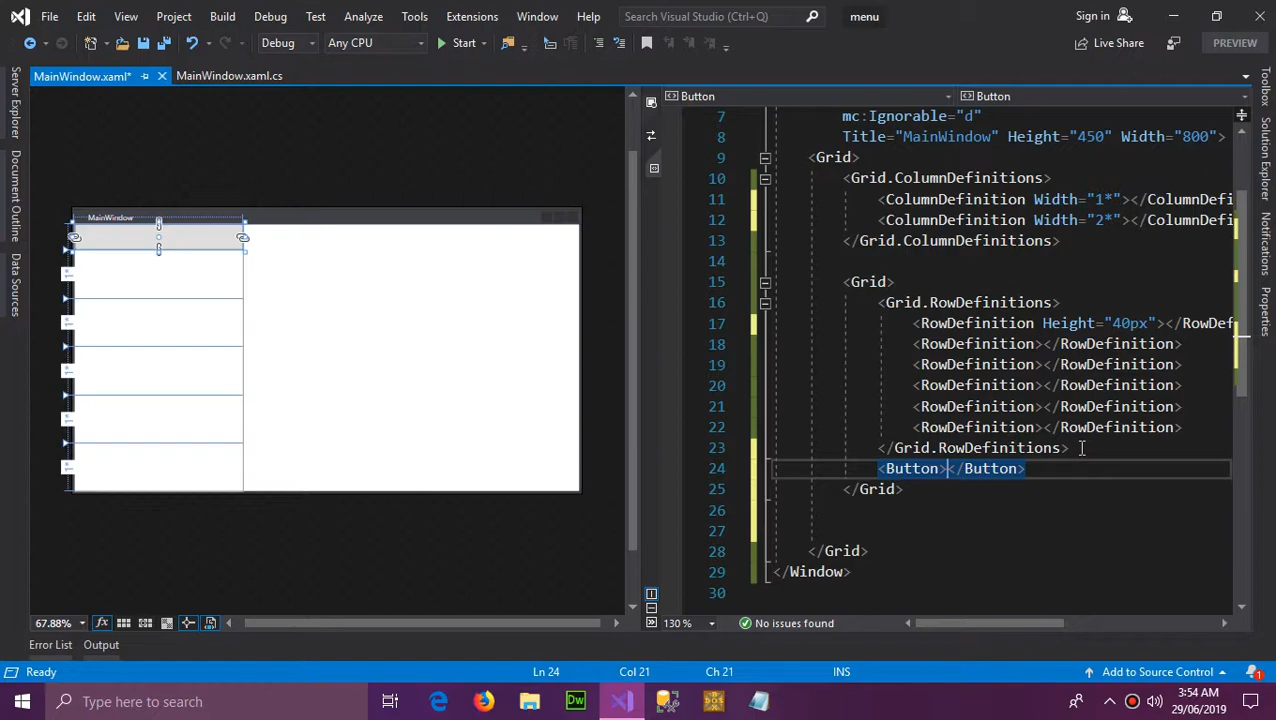 File Edit View Project Build Debug Test Analyze Tools Extensions Window Help Search Visual Studio (Ctrl+Q) menu Sign in
Debug Any CPU Start Live Share PREVIEW
MainWindow.xaml* MainWindow.xaml.cs
Server Explorer
Document Outline
Data Sources
Toolbox
Solution Explorer
Properties
Button Button
MainWindow
7 mc:Ignorable="d"
8 Title="MainWindow" Height="450" Width="800">
9 <Grid>
10 <Grid.ColumnDefinitions>
11 <ColumnDefinition Width="1*"></ColumnDefi
12 <ColumnDefinition Width="2*"></ColumnDefi
13 </Grid.ColumnDefinitions>
14
15 <Grid>
16 <Grid.RowDefinitions>
17 <RowDefinition Height="40px"></RowDef
18 <RowDefinition></RowDefinition>
19 <RowDefinition></RowDefinition>
20 <RowDefinition></RowDefinition>
21 <RowDefinition></RowDefinition>
22 <RowDefinition></RowDefinition>
23 </Grid.RowDefinitions>
24 <Button></Button>
25 </Grid>
26
27
28 </Grid>
29 </Window>
30
67.88% fx 130 % No issues found
Error List Output
Ready Ln 24 Col 21 Ch 21 INS Add to Source Control 1
Type here to search Dw 3:54 AM
29/06/2019